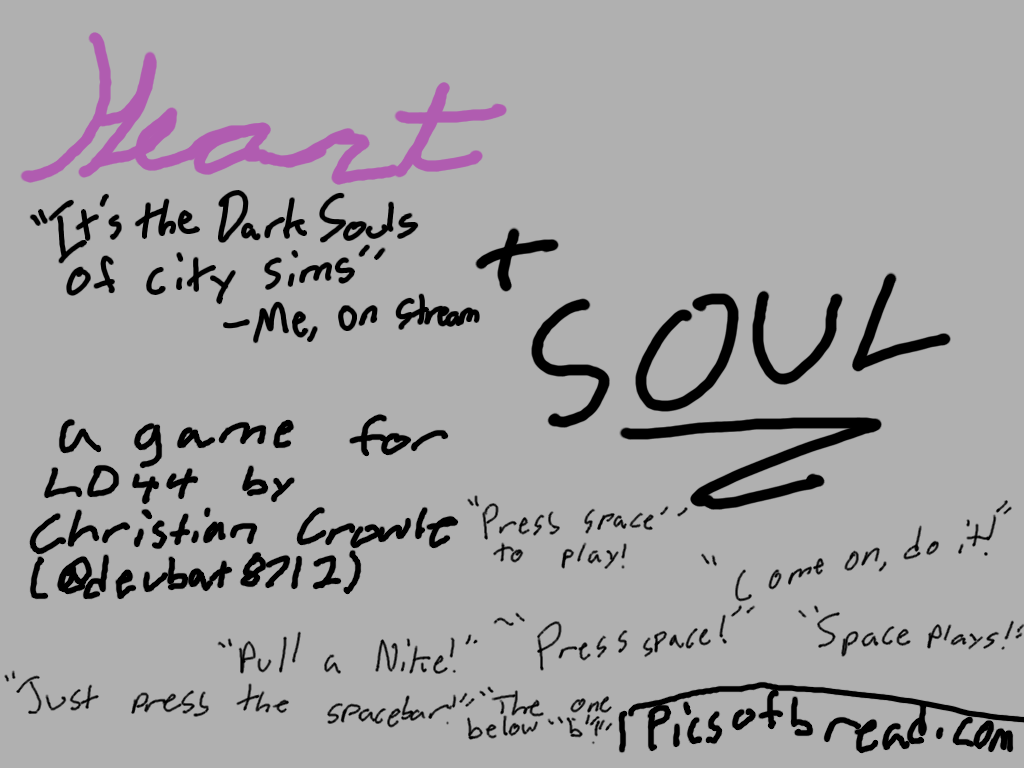 Heart
"It's the Dark Souls
of city sims"
-Me, on stream
+
SOUL
a game for
LD44 by
Christian Crowle
(@devbat8712)
"Press space"
to play!
"Come on, do it!"
"Pull a Nike!"
"Press space!"
"Space plays!"
"Just press the spacebar!"
"The one
below "b"!"
Picsofbread.com